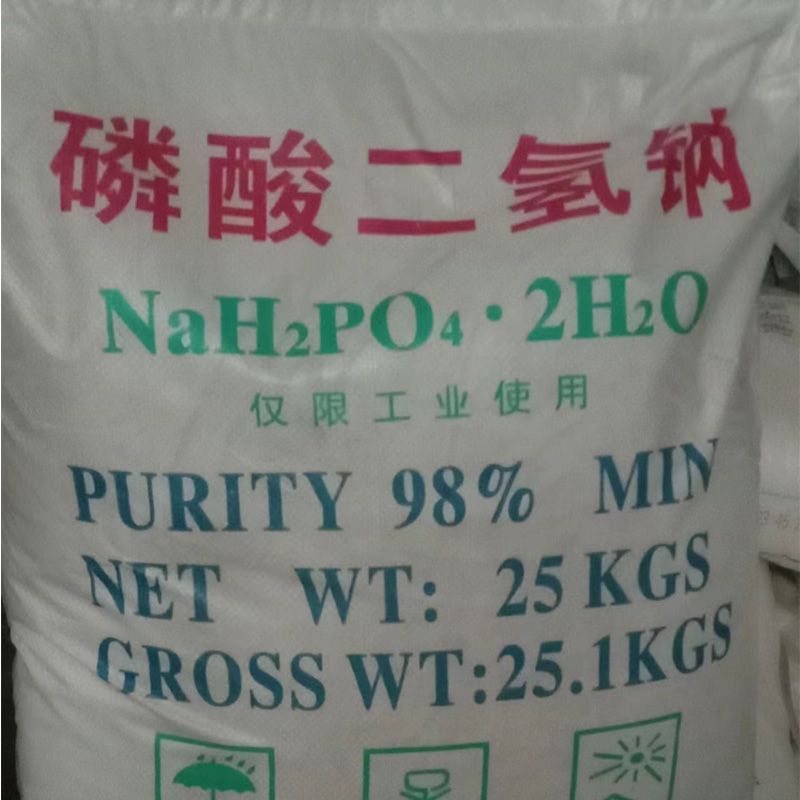 磷酸二氢钠
NaH₂PO₄·2H₂O
仅限工业使用
PURITY 98% MIN
NET WT: 25 KGS
GROSS WT:25.1KGS